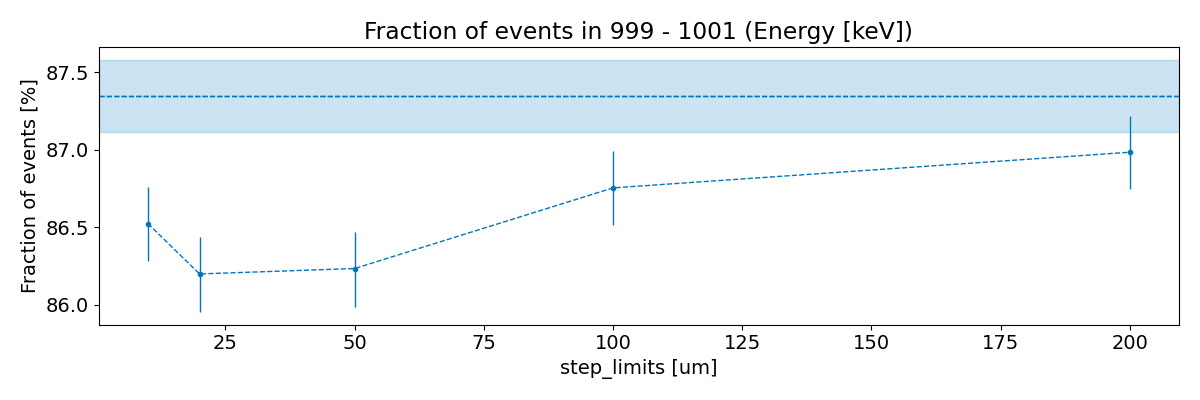 Fraction of events in 999 - 1001 (Energy [keV])
Fraction of events [%]
87.5
87.0
86.5
86.0
25 50 75 100 125 150 175 200
step_limits [um]